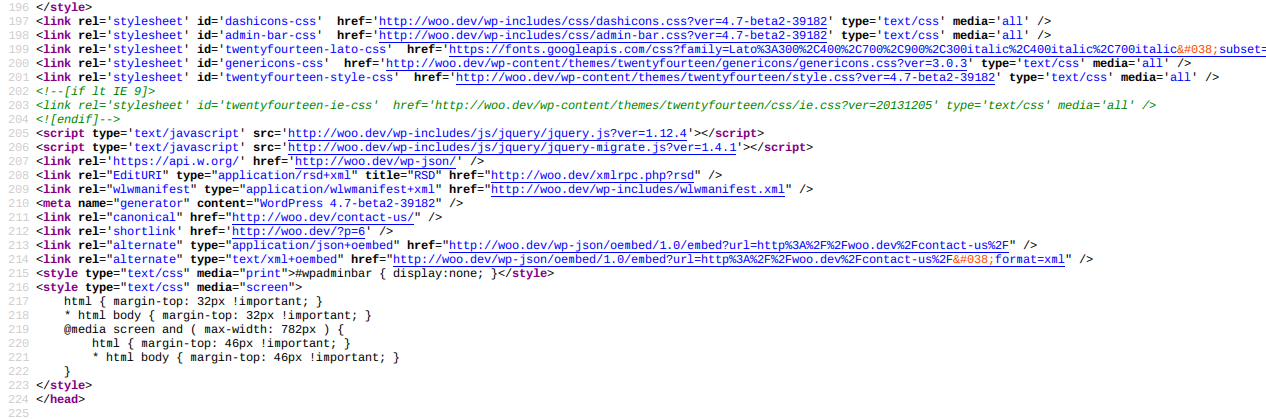 196 </style>
197 <link rel='stylesheet' id='dashicons-css'  href='http://woo.dev/wp-includes/css/dashicons.css?ver=4.7-beta2-39182' type='text/css' media='all' />
198 <link rel='stylesheet' id='admin-bar-css'  href='http://woo.dev/wp-includes/css/admin-bar.css?ver=4.7-beta2-39182' type='text/css' media='all' />
199 <link rel='stylesheet' id='twentyfourteen-lato-css'  href='https://fonts.googleapis.com/css?family=Lato%3A300%2C400%2C700%2C900%2C300italic%2C400italic%2C700italic&#038;subset=
200 <link rel='stylesheet' id='genericons-css'  href='http://woo.dev/wp-content/themes/twentyfourteen/genericons/genericons.css?ver=3.0.3' type='text/css' media='all' />
201 <link rel='stylesheet' id='twentyfourteen-style-css'  href='http://woo.dev/wp-content/themes/twentyfourteen/style.css?ver=4.7-beta2-39182' type='text/css' media='all' />
202 <!--[if lt IE 9]>
203 <link rel='stylesheet' id='twentyfourteen-ie-css'  href='http://woo.dev/wp-content/themes/twentyfourteen/css/ie.css?ver=20131205' type='text/css' media='all' />
204 <![endif]-->
205 <script type='text/javascript' src='http://woo.dev/wp-includes/js/jquery/jquery.js?ver=1.12.4'></script>
206 <script type='text/javascript' src='http://woo.dev/wp-includes/js/jquery/jquery-migrate.js?ver=1.4.1'></script>
207 <link rel='https://api.w.org/' href='http://woo.dev/wp-json/' />
208 <link rel="EditURI" type="application/rsd+xml" title="RSD" href="http://woo.dev/xmlrpc.php?rsd" />
209 <link rel="wlwmanifest" type="application/wlwmanifest+xml" href="http://woo.dev/wp-includes/wlwmanifest.xml" />
210 <meta name="generator" content="WordPress 4.7-beta2-39182" />
211 <link rel="canonical" href="http://woo.dev/contact-us/" />
212 <link rel='shortlink' href='http://woo.dev/?p=6' />
213 <link rel="alternate" type="application/json+oembed" href="http://woo.dev/wp-json/oembed/1.0/embed?url=http%3A%2F%2Fwoo.dev%2Fcontact-us%2F" />
214 <link rel="alternate" type="text/xml+oembed" href="http://woo.dev/wp-json/oembed/1.0/embed?url=http%3A%2F%2Fwoo.dev%2Fcontact-us%2F&#038;format=xml" />
215 <style type="text/css" media="print">#wpadminbar { display:none; }</style>
216 <style type="text/css" media="screen">
217     html { margin-top: 32px !important; }
218     * html body { margin-top: 32px !important; }
219     @media screen and ( max-width: 782px ) {
220         html { margin-top: 46px !important; }
221         * html body { margin-top: 46px !important; }
222     }
223 </style>
224 </head>
225